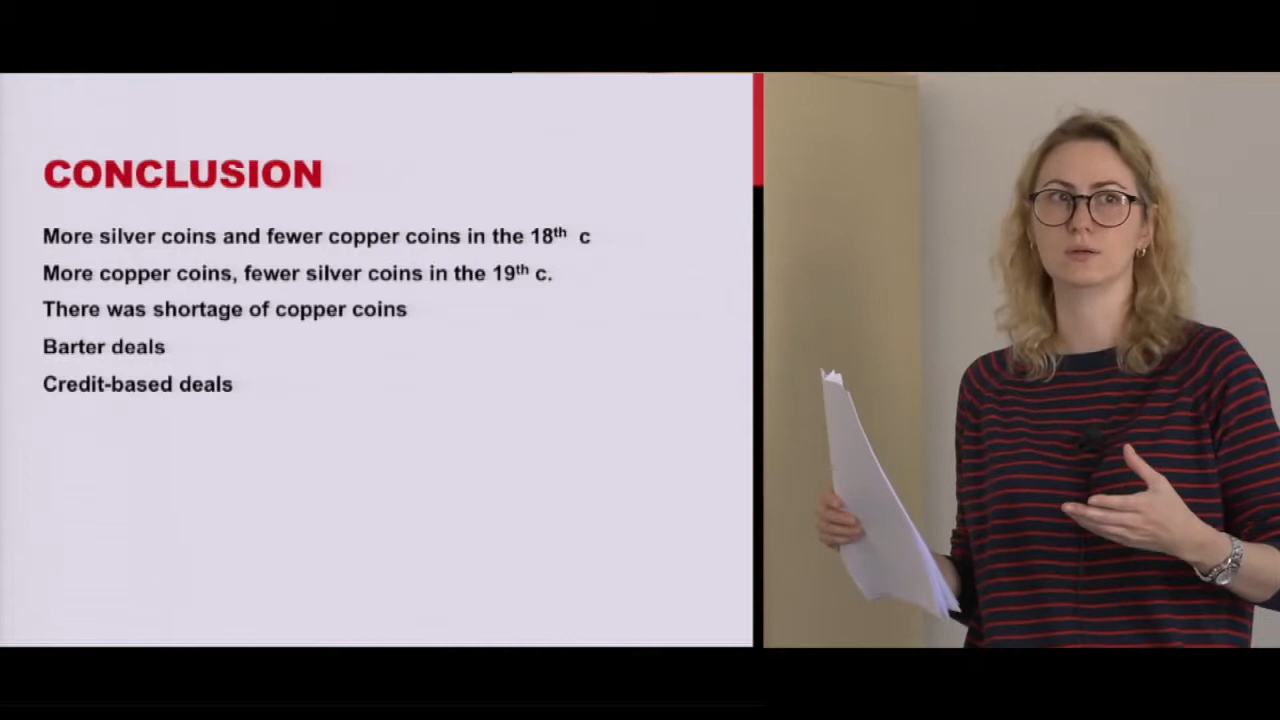 CONCLUSION
More silver coins and fewer copper coins in the 18th c
More copper coins, fewer silver coins in the 19th c.
There was shortage of copper coins
Barter deals
Credit-based deals